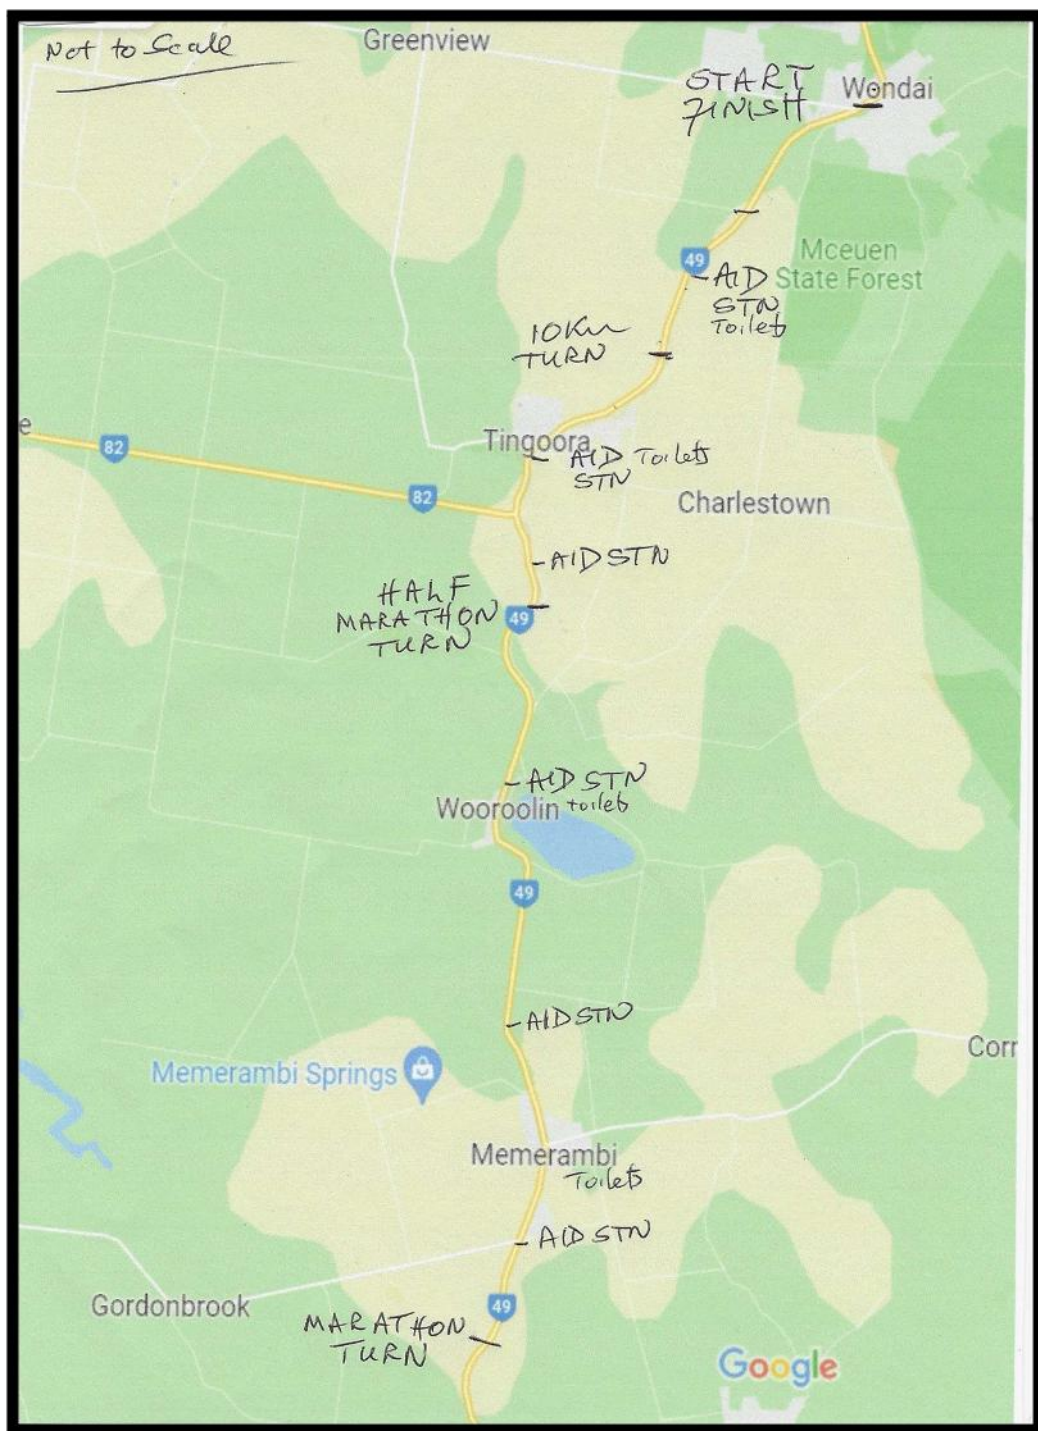 Not to Scale
Greenview
START
FINISH
Wondai
49
Mceuen
State Forest
AID
STN
Toilets
10Km
TURN
e
82
Tingoora
AID Toilets
STN
82
Charlestown
AID STN
HALF
MARATHON
TURN
49
AID STN
Wooroolin toilets
49
AID STN
Memerambi Springs
Corr
Memerambi
Toilets
AID STN
Gordonbrook
49
MARATHON
TURN
Google